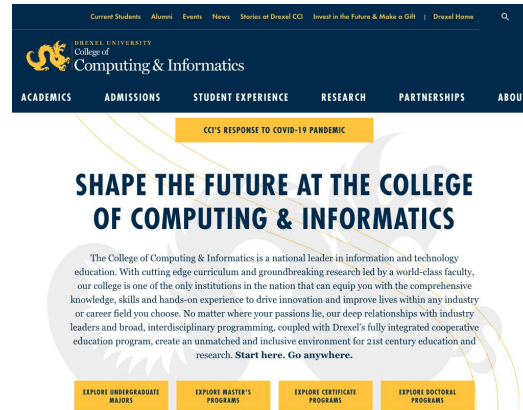 Current Students Alumni Events News Stories at Drexel CCI Invest in the Future & Make a Gift | Drexel Home
DREXEL UNIVERSITY
College of
Computing & Informatics
ACADEMICS ADMISSIONS STUDENT EXPERIENCE RESEARCH PARTNERSHIPS ABOU
CCI'S RESPONSE TO COVID-19 PANDEMIC
SHAPE THE FUTURE AT THE COLLEGE
OF COMPUTING & INFORMATICS
The College of Computing & Informatics is a national leader in information and technology
education. With cutting edge curriculum and groundbreaking research led by a world-class faculty,
our college is one of the only institutions in the nation that can equip you with the comprehensive
knowledge, skills and hands-on experience to drive innovation and improve lives within any industry
or career field you choose. No matter where your passions lie, our deep relationships with industry
leaders and broad, interdisciplinary programming, coupled with Drexel's fully integrated cooperative
education program, create an unmatched and inclusive environment for 21st century education and
research. Start here. Go anywhere.
EXPLORE UNDERGRADUATE MAJORS
EXPLORE MASTER'S PROGRAMS
EXPLORE CERTIFICATE PROGRAMS
EXPLORE DOCTORAL PROGRAMS